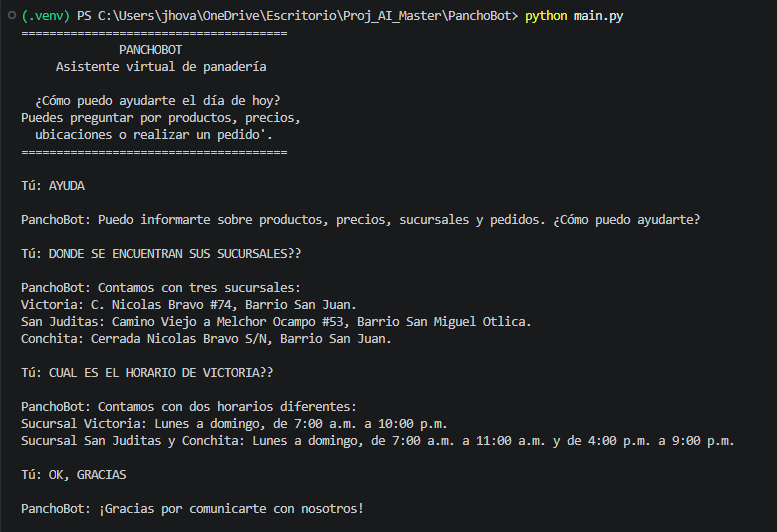 (.venv) PS C:\Users\jhova\OneDrive\Escritorio\Proj_AI_Master\PanchoBot> python main.py
======================================
PANCHOBOT
Asistente virtual de panadería
¿Cómo puedo ayudarte el día de hoy?
Puedes preguntar por productos, precios,
ubicaciones o realizar un pedido'.
======================================
Tú: AYUDA
PanchoBot: Puedo informarte sobre productos, precios, sucursales y pedidos. ¿Cómo puedo ayudarte?
Tú: DONDE SE ENCUENTRAN SUS SUCURSALES??
PanchoBot: Contamos con tres sucursales:
Victoria: C. Nicolas Bravo #74, Barrio San Juan.
San Juditas: Camino Viejo a Melchor Ocampo #53, Barrio San Miguel Otlica.
Conchita: Cerrada Nicolas Bravo S/N, Barrio San Juan.
Tú: CUAL ES EL HORARIO DE VICTORIA??
PanchoBot: Contamos con dos horarios diferentes:
Sucursal Victoria: Lunes a domingo, de 7:00 a.m. a 10:00 p.m.
Sucursal San Juditas y Conchita: Lunes a domingo, de 7:00 a.m. a 11:00 a.m. y de 4:00 p.m. a 9:00 p.m.
Tú: OK, GRACIAS
PanchoBot: ¡Gracias por comunicarte con nosotros!